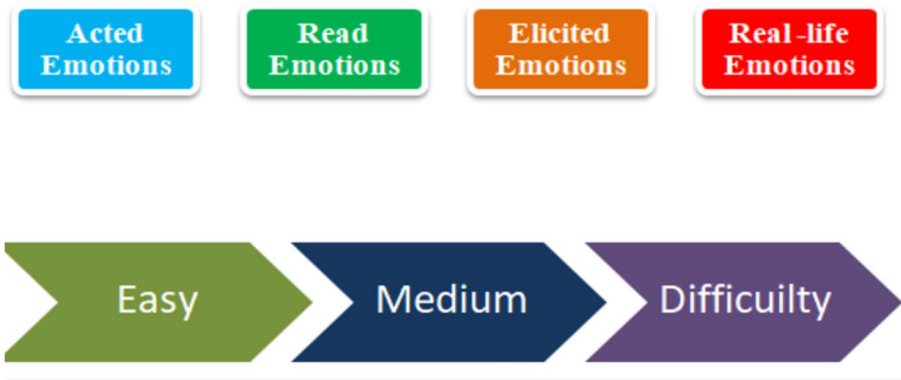 Acted
Emotions
Read
Emotions
Elicited
Emotions
Real-life
Emotions
Easy
Medium
Difficuilty